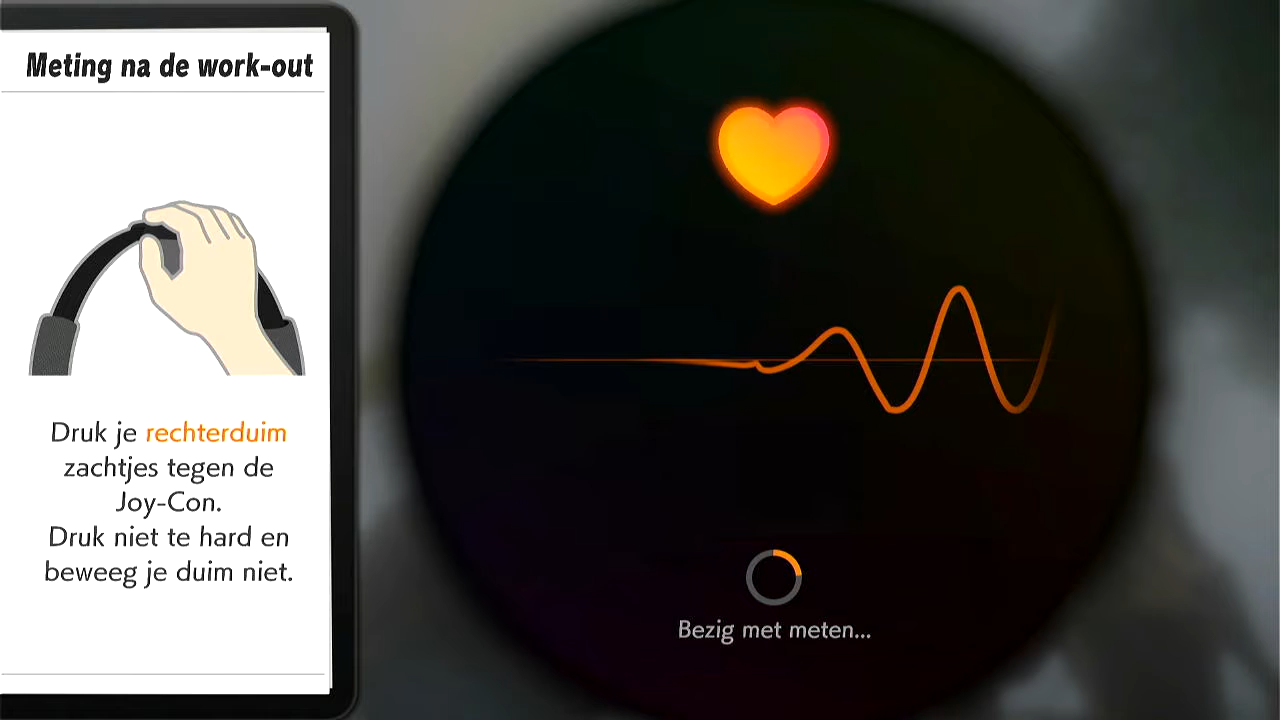 Meting na de work-out
Druk je rechterduim
zachtjes tegen de
Joy-Con.
Druk niet te hard en
beweeg je duim niet.
Bezig met meten...